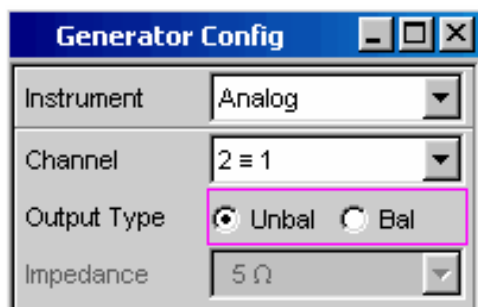 Generator Config
Instrument Analog
Channel 2 ≡ 1
Output Type Unbal Bal
Impedance 5 Ω